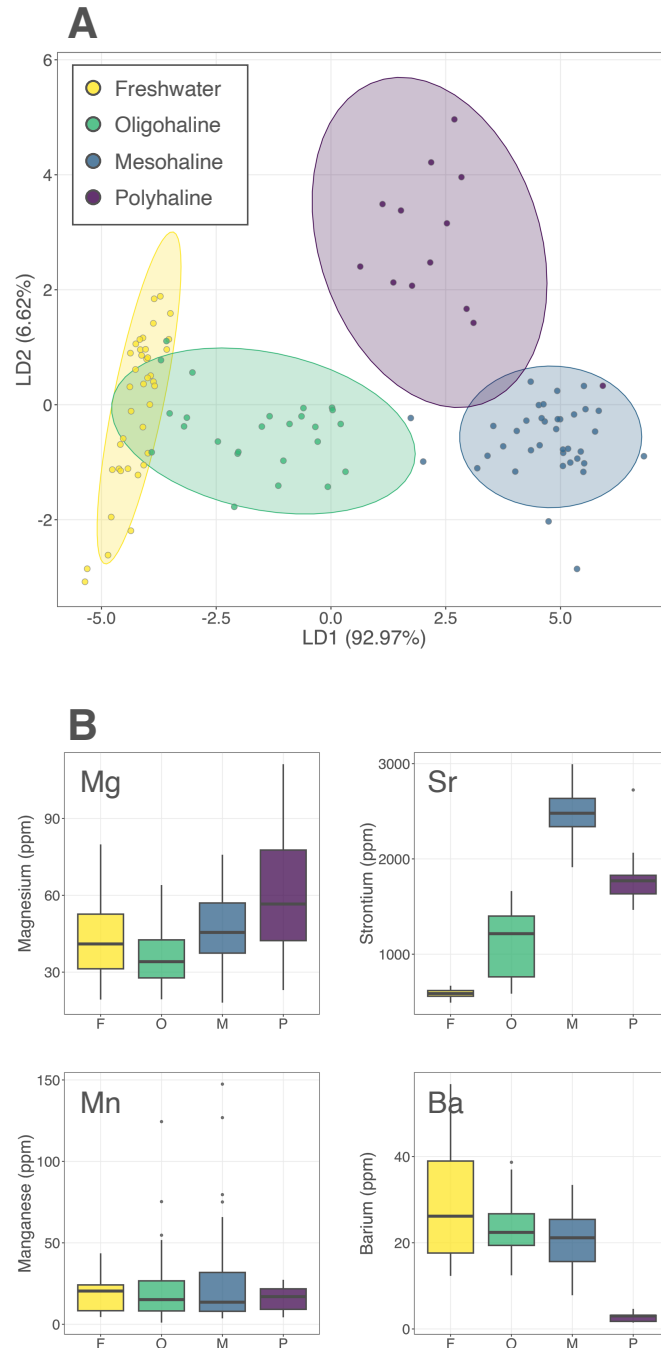 A
6
4
2
0
-2
LD2 (6.62%)
Freshwater
Oligohaline
Mesohaline
Polyhaline
-5.0 -2.5 0.0 2.5 5.0
LD1 (92.97%)
B
Mg
Magnesium (ppm)
90
60
30
F O M P
Sr
Strontium (ppm)
3000
2000
1000
F O M P
Mn
Manganese (ppm)
150
100
50
0
F O M P
Ba
Barium (ppm)
40
20
0
F O M P